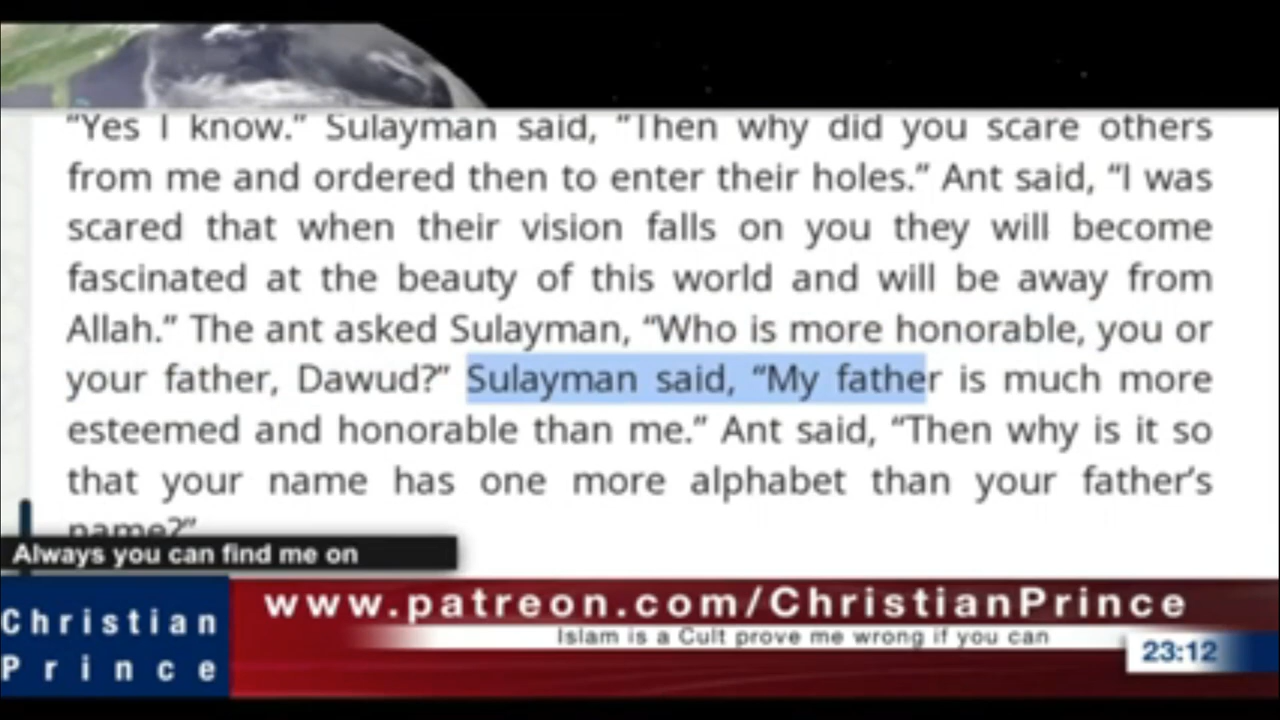 “Yes I know.” Sulayman said, “Then why did you scare others
from me and ordered then to enter their holes.” Ant said, “I was
scared that when their vision falls on you they will become
fascinated at the beauty of this world and will be away from
Allah.” The ant asked Sulayman, “Who is more honorable, you or
your father, Dawud?” Sulayman said, “My father is much more
esteemed and honorable than me.” Ant said, “Then why is it so
that your name has one more alphabet than your father’s
name?”
Always you can find me on
www.patreon.com/ChristianPrince
Islam is a Cult prove me wrong if you can
Christian
Prince
23:12